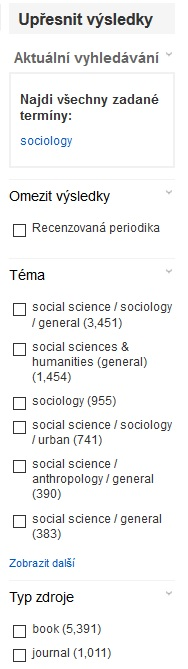 Upřesnit výsledky
Aktuální vyhledávání
Najdi všechny zadané
termíny:
sociology
Omezit výsledky
Recenzovaná periodika
Téma
social science / sociology
/ general (3,451)
social sciences &
humanities (general)
(1,454)
sociology (955)
social science / sociology
/ urban (741)
social science /
anthropology / general
(390)
social science / general
(383)
Zobrazit další
Typ zdroje
book (5,391)
journal (1,011)